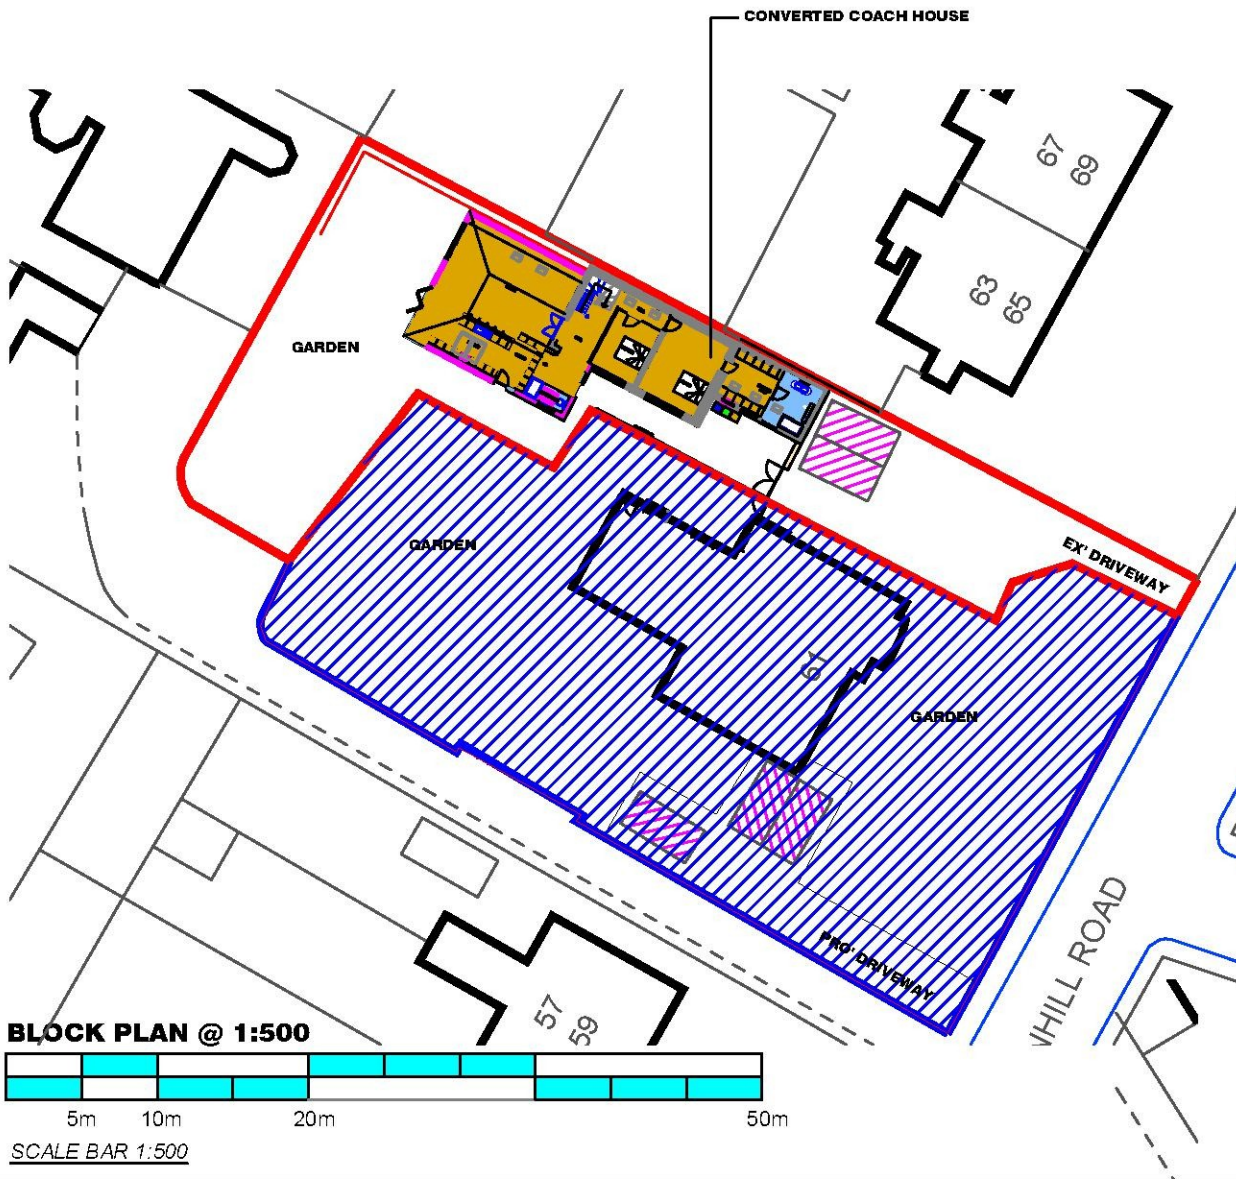 CONVERTED COACH HOUSE
67
69
63
65
GARDEN
GARDEN
EX' DRIVEWAY
61
GARDEN
PRO' DRIVEWAY
NHILL ROAD
57
59
BLOCK PLAN @ 1:500
5m 10m 20m 50m
SCALE BAR 1:500